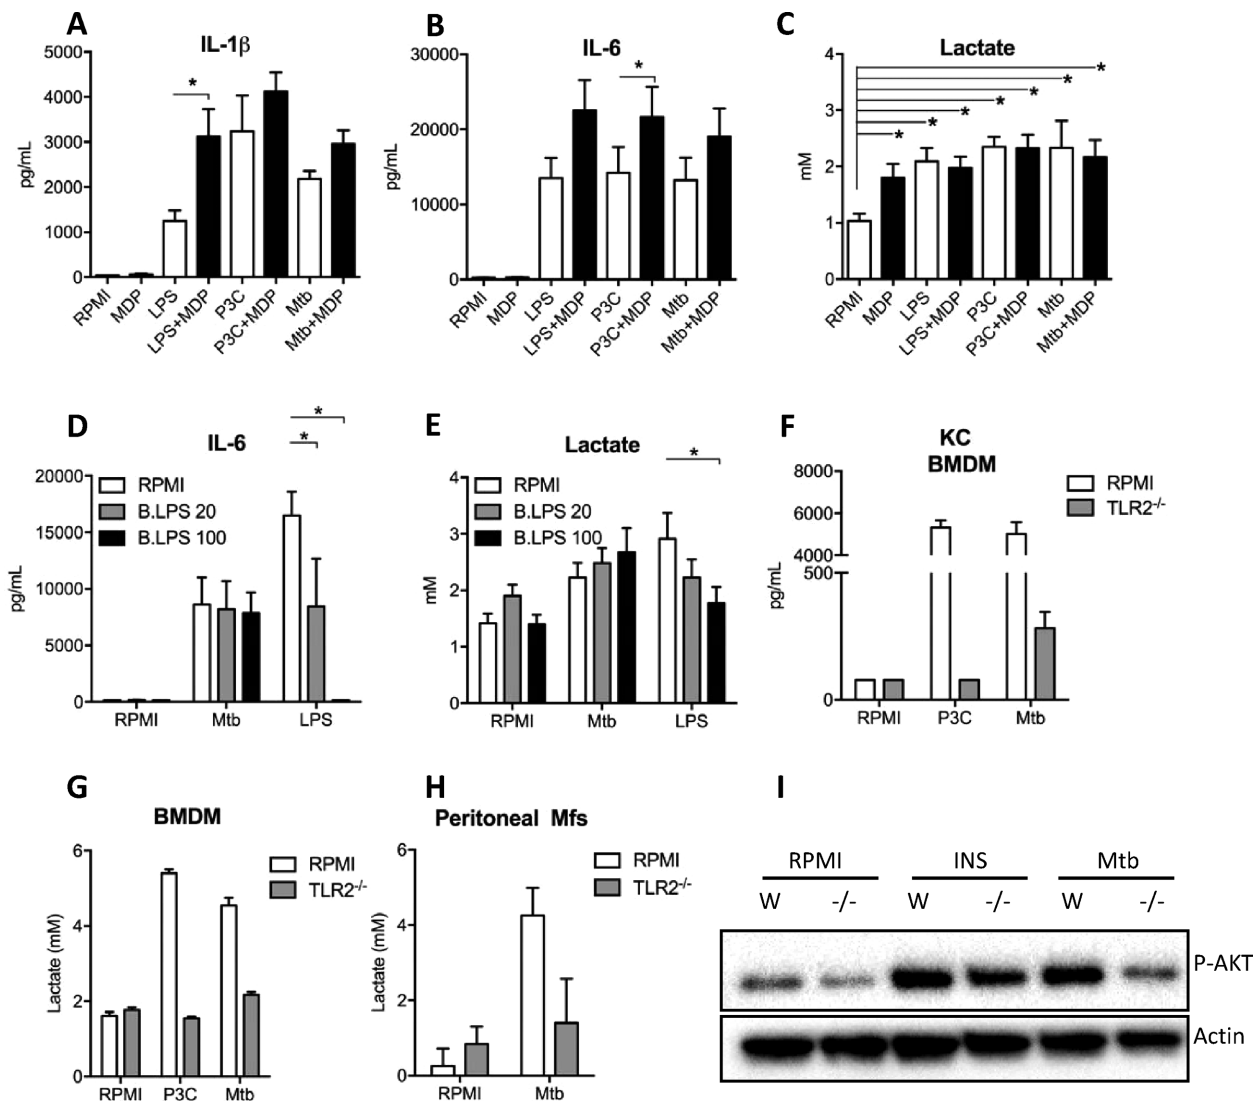 A
IL-1β
5000
4000
3000
2000
1000
0
pg/mL
*
RPMI
MDP
LPS
LPS+MDP
P3C
P3C+MDP
Mtb
Mtb+MDP
B
IL-6
30000
20000
10000
0
pg/mL
*
RPMI
MDP
LPS
LPS+MDP
P3C
P3C+MDP
Mtb
Mtb+MDP
C
Lactate
4
3
2
1
0
mM
*
*
*
*
*
*
*
RPMI
MDP
LPS
LPS+MDP
P3C
P3C+MDP
Mtb
Mtb+MDP
D
IL-6
*
*
20000
15000
10000
5000
0
pg/mL
RPMI
B.LPS 20
B.LPS 100
RPMI
Mtb
LPS
E
Lactate
*
4
3
2
1
0
mM
RPMI
B.LPS 20
B.LPS 100
RPMI
Mtb
LPS
F
KC
BMDM
8000
6000
4000
500
0
pg/mL
RPMI
TLR2-/-
RPMI
P3C
Mtb
G
BMDM
6
4
2
0
Lactate (mM)
RPMI
TLR2-/-
RPMI
P3C
Mtb
H
Peritoneal Mfs
6
4
2
0
Lactate (mM)
RPMI
TLR2-/-
RPMI
Mtb
I
RPMI
INS
Mtb
W -/- W -/- W -/-
P-AKT
Actin